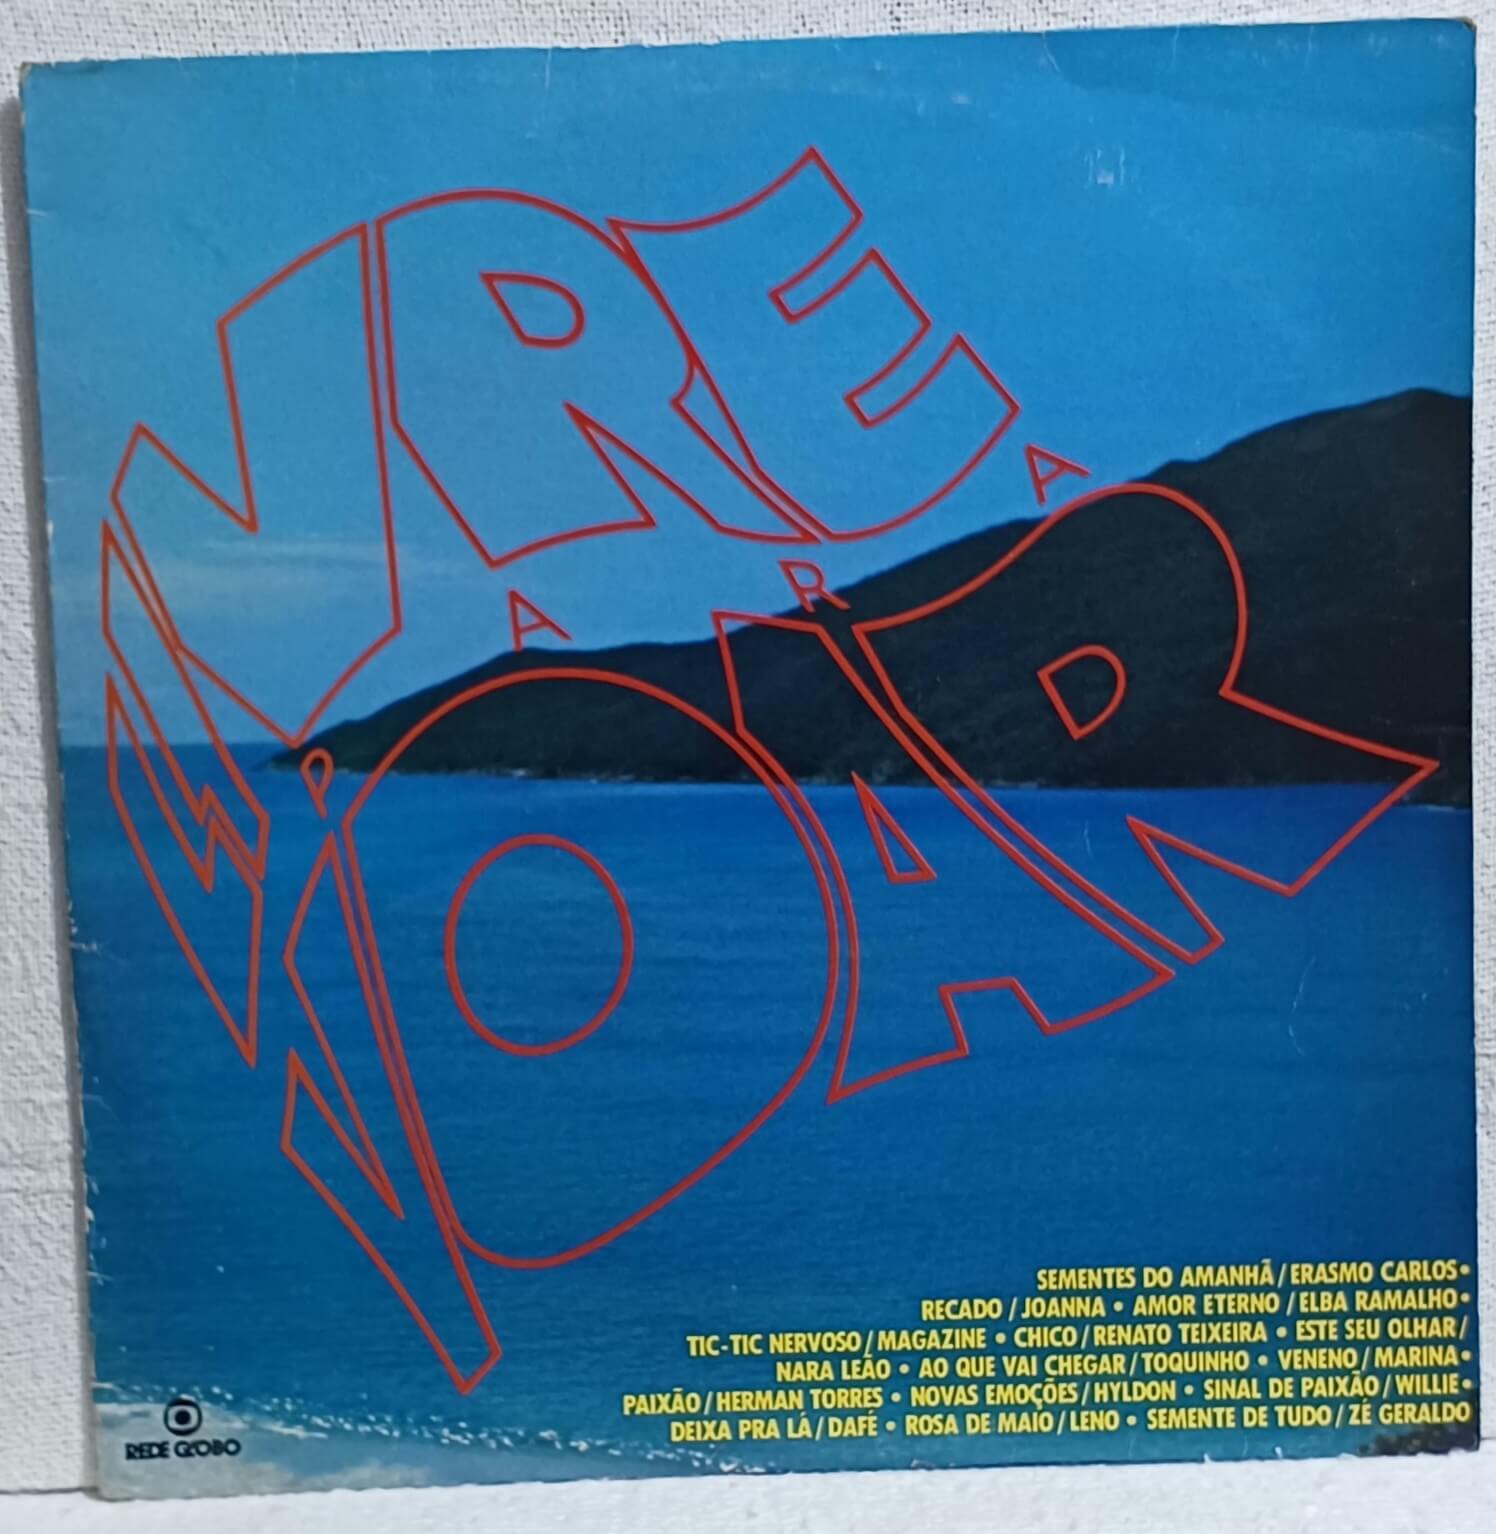 LIVRE
PARA
VOAR
SEMENTES DO AMANHÃ / ERASMO CARLOS •
RECADO / JOANNA • AMOR ETERNO / ELBA RAMALHO •
TIC-TIC NERVOSO / MAGAZINE • CHICO / RENATO TEIXEIRA • ESTE SEU OLHAR /
NARA LEÃO • AO QUE VAI CHEGAR / TOQUINHO • VENENO / MARINA •
PAIXÃO / HERMAN TORRES • NOVAS EMOÇÕES / HYLDON • SINAL DE PAIXÃO / WILLIE •
DEIXA PRA LÁ / DAFÉ • ROSA DE MAIO / LENO • SEMENTE DE TUDO / ZÉ GERALDO
REDE GLOBO